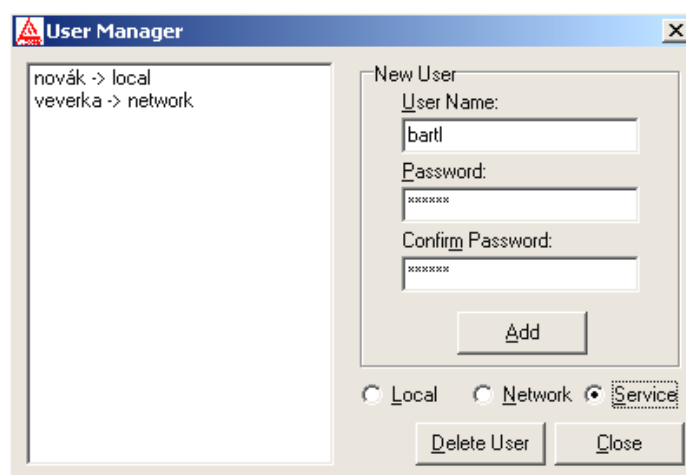 User Manager
novák -> local
veverka -> network
New User
User Name:
bartl
Password:
××××××
Confirm Password:
××××××
Add
Local Network Service
Delete User Close